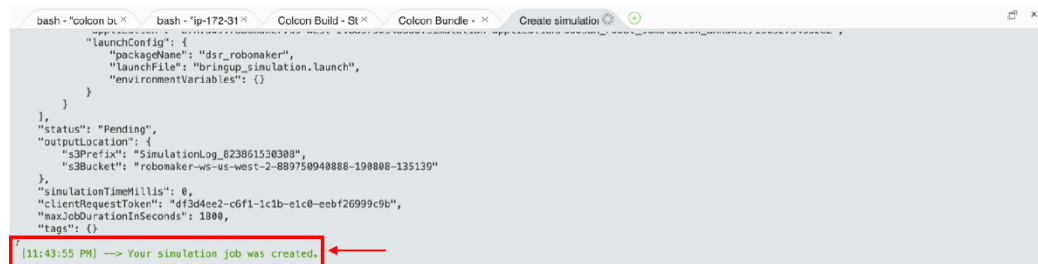 bash - "colcon bu
bash - "ip-172-31
Colcon Build - St
Colcon Bundle -
Create simulation
"launchConfig": {
"packageName": "dsr_robomaker",
"launchFile": "bringup_simulation.launch",
"environmentVariables": {}
}
}
],
"status": "Pending",
"outputLocation": {
"s3Prefix": "SimulationLog_823861530308",
"s3Bucket": "robomaker-ws-us-west-2-889750940888-190808-135139"
},
"simulationTimeMillis": 0,
"clientRequestToken": "df3d4ee2-c6f1-1c1b-e1c0-eebf26999c9b",
"maxJobDurationInSeconds": 1800,
"tags": {}
}
[11:43:55 PM] --> Your simulation job was created.